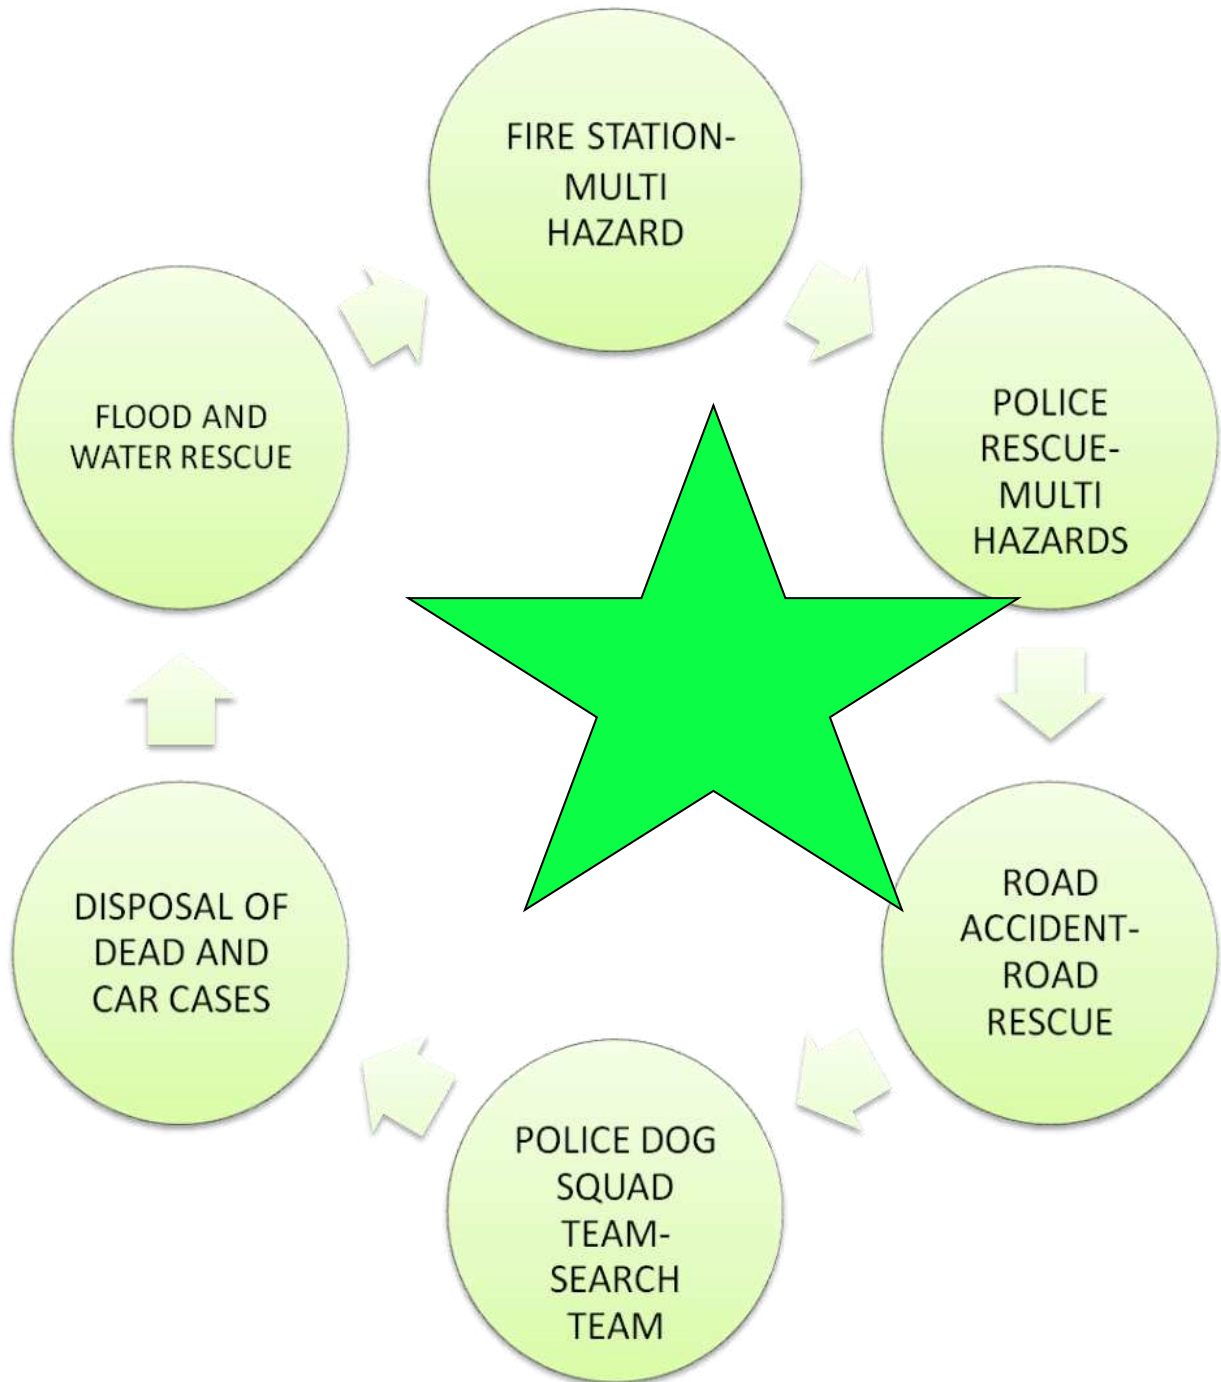 FIRE STATION-
MULTI
HAZARD
POLICE
RESCUE-
MULTI
HAZARDS
ROAD
ACCIDENT-
ROAD
RESCUE
POLICE DOG
SQUAD
TEAM-
SEARCH
TEAM
DISPOSAL OF
DEAD AND
CAR CASES
FLOOD AND
WATER RESCUE